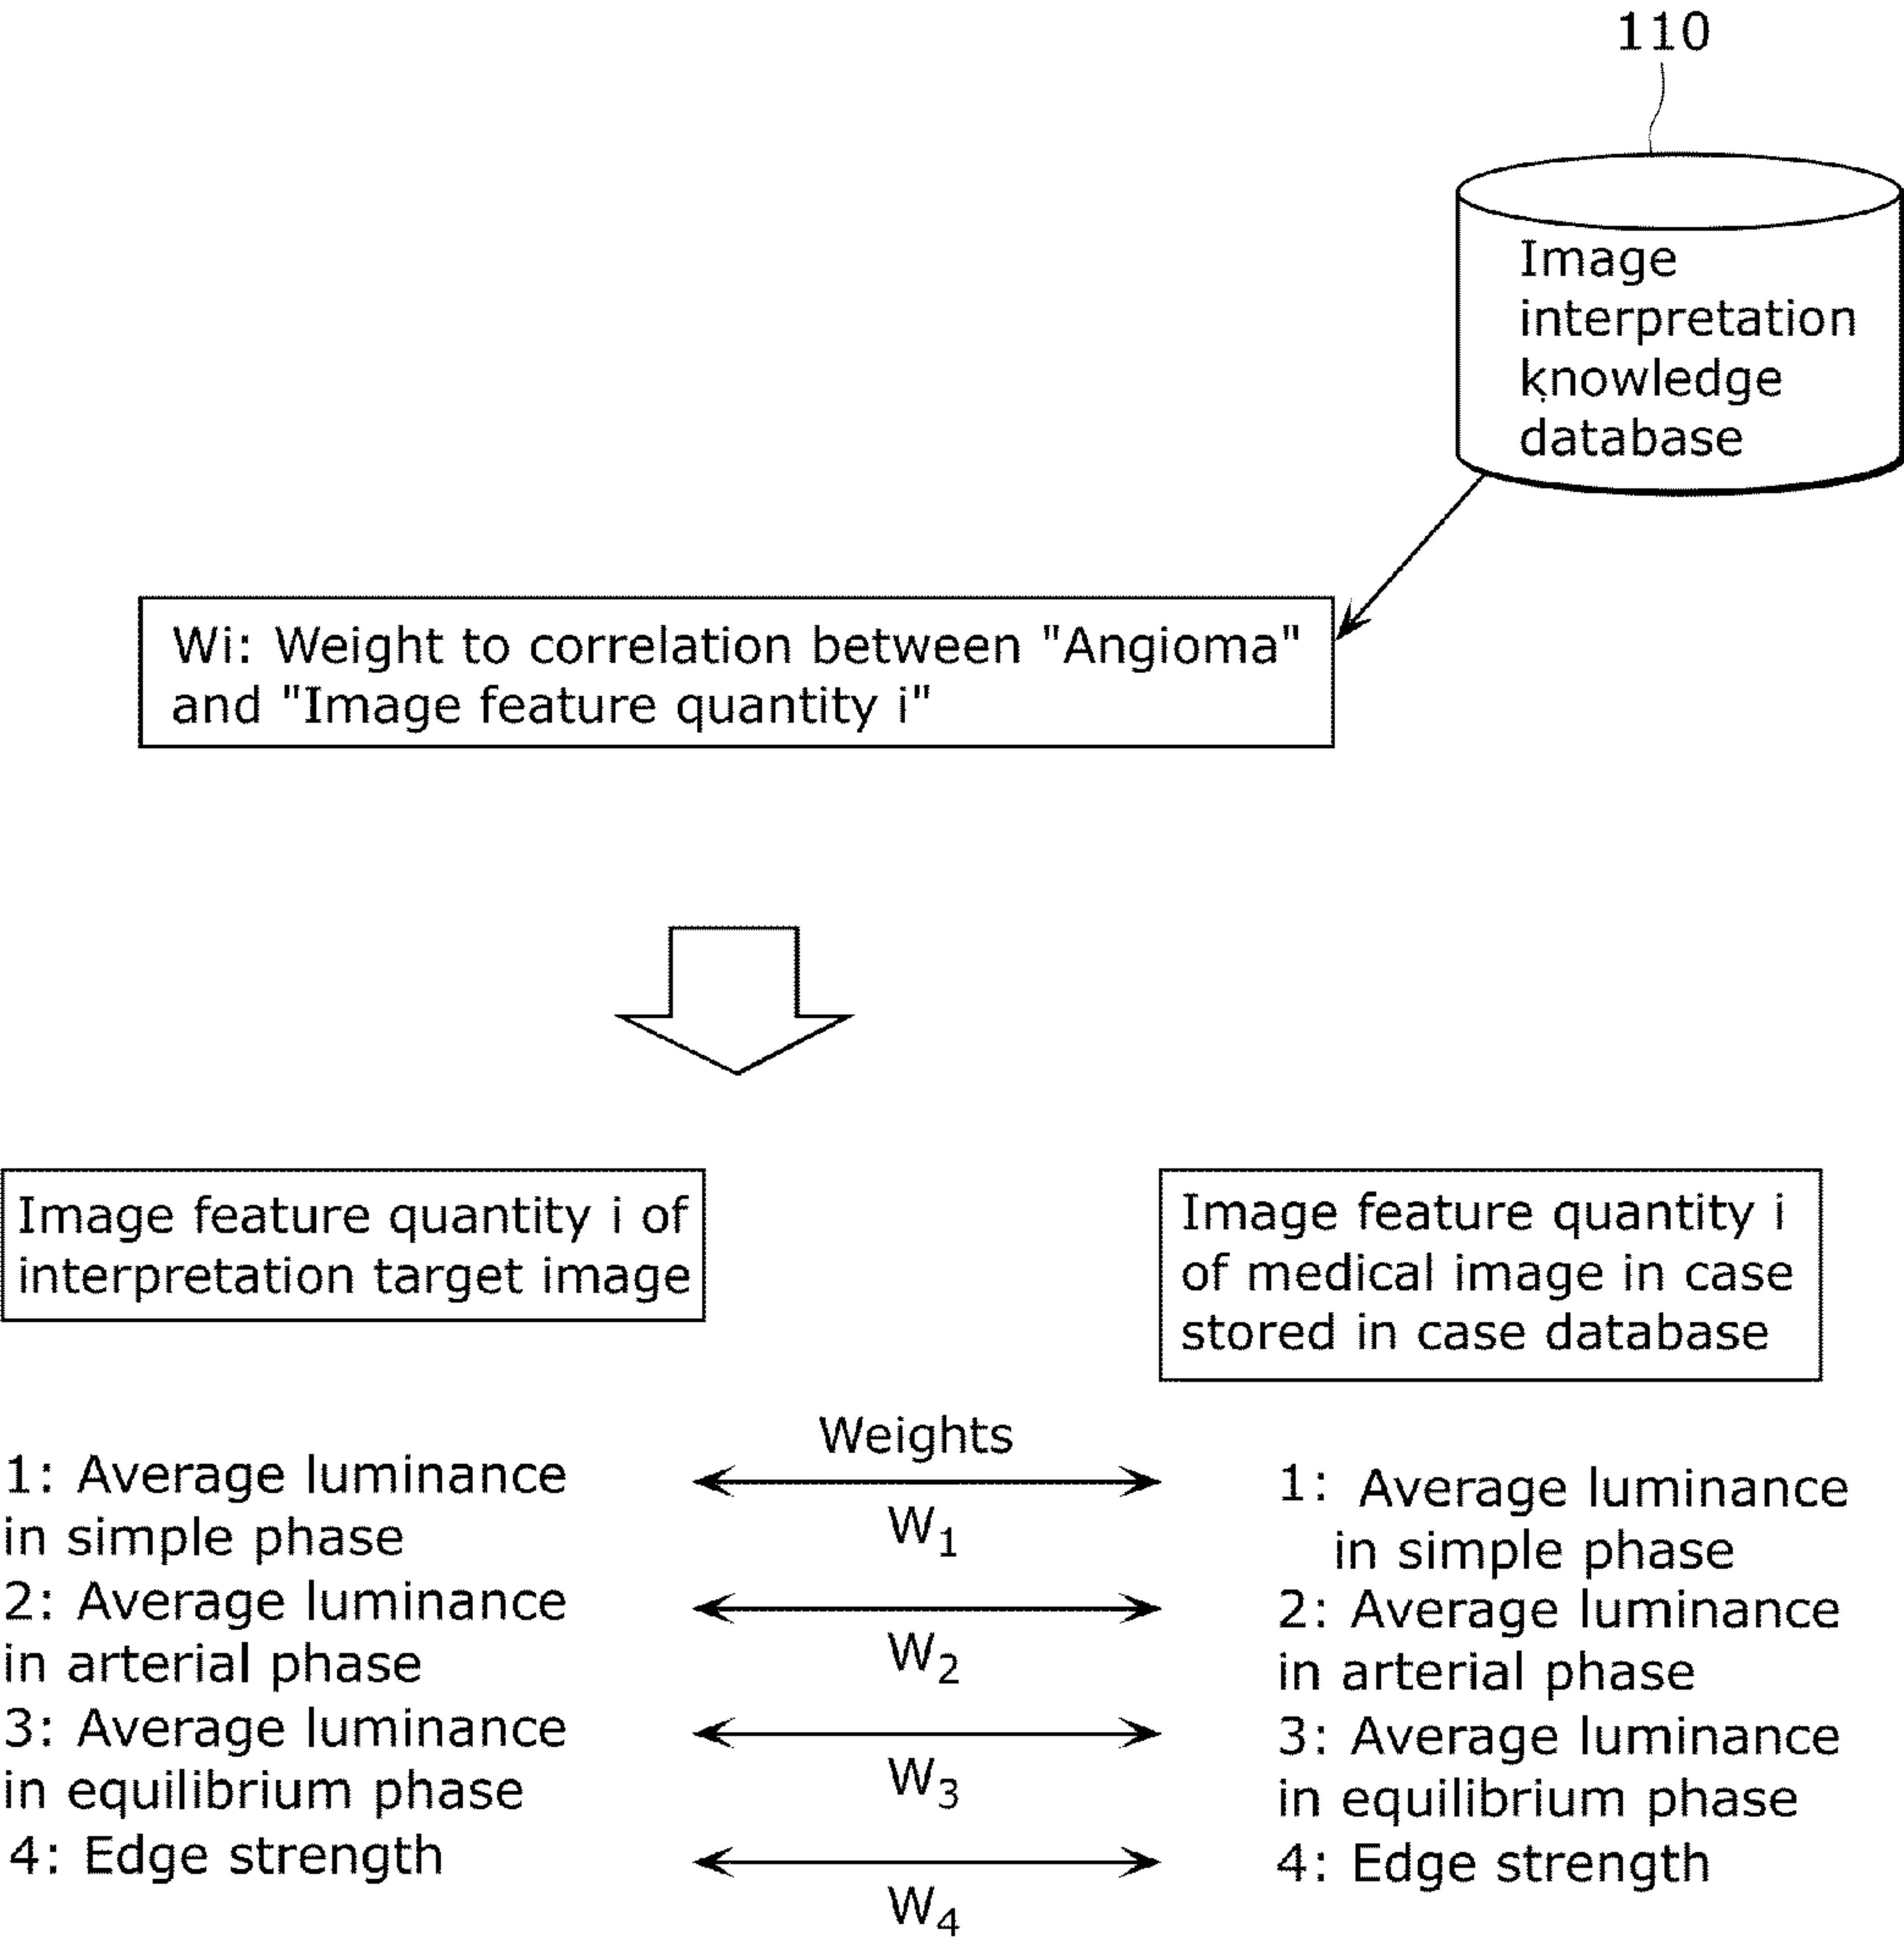 110
Image
interpretation
knowledge
database
Wi: Weight to correlation between "Angioma"
and "Image feature quantity i"
Image feature quantity i of
interpretation target image
Image feature quantity i
of medical image in case
stored in case database
1: Average luminance
in simple phase
2: Average luminance
in arterial phase
3: Average luminance
in equilibrium phase
4: Edge strength
Weights
W1
W2
W3
W4
1: Average luminance
in simple phase
2: Average luminance
in arterial phase
3: Average luminance
in equilibrium phase
4: Edge strength